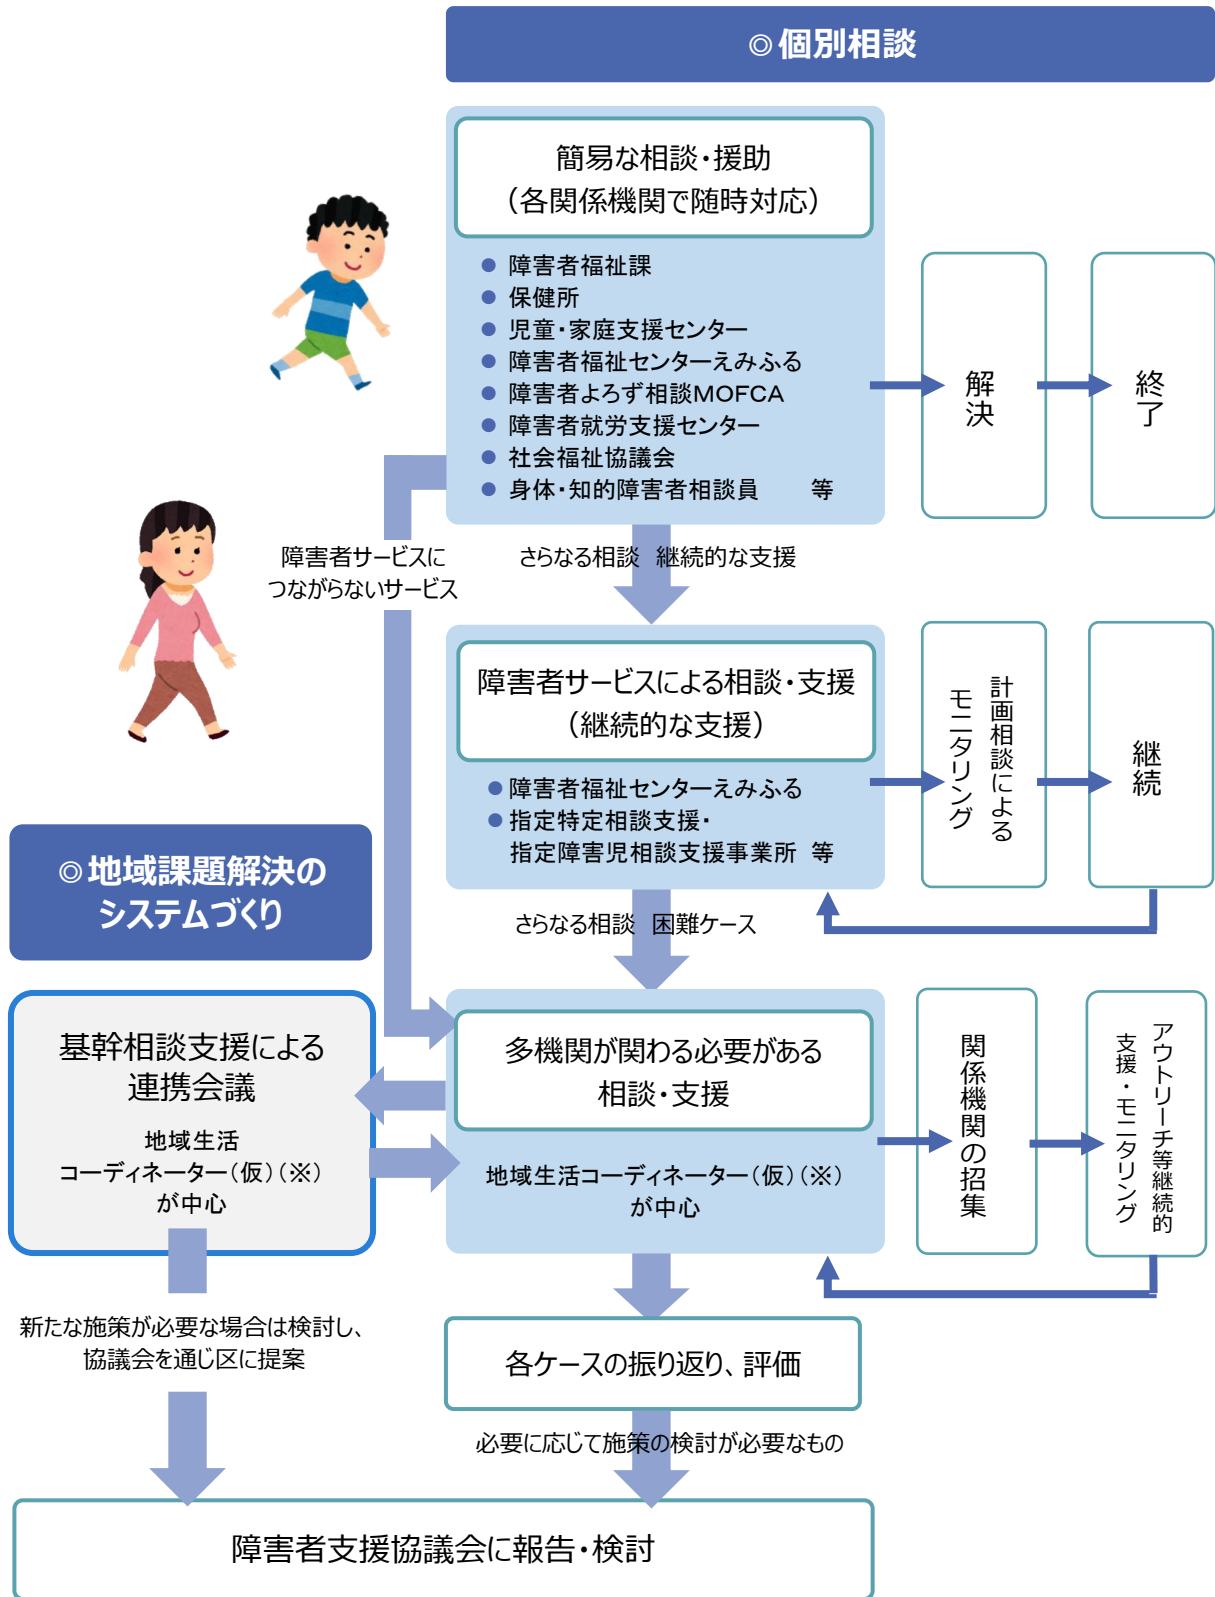 ◎個別相談
簡易な相談・援助
（各関係機関で随時対応）
● 障害者福祉課
● 保健所
● 児童・家庭支援センター
● 障害者福祉センターえみふる
● 障害者よろず相談MOFCA
● 障害者就労支援センター
● 社会福祉協議会
● 身体・知的障害者相談員　　等
解決
終了
障害者サービスに
つながらないサービス
さらなる相談　継続的な支援
障害者サービスによる相談・支援
（継続的な支援）
● 障害者福祉センターえみふる
● 指定特定相談支援・
指定障害児相談支援事業所　等
計画相談による
モニタリング
継続
さらなる相談　困難ケース
◎地域課題解決の
システムづくり
基幹相談支援による
連携会議
地域生活
コーディネーター（仮）（※）
が中心
多機関が関わる必要がある
相談・支援
地域生活コーディネーター（仮）（※）
が中心
関係機関の招集
アウトリーチ等継続的
支援・モニタリング
新たな施策が必要な場合は検討し、
協議会を通じ区に提案
各ケースの振り返り、評価
必要に応じて施策の検討が必要なもの
障害者支援協議会に報告・検討